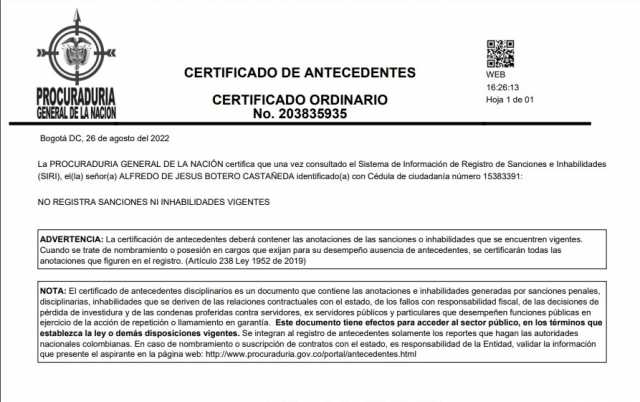 PROCURADURIA
GENERAL DE LA NACION
CERTIFICADO DE ANTECEDENTES
CERTIFICADO ORDINARIO
No. 203835935
WEB
16:26:13
Hoja 1 de 01
Bogotá DC, 26 de agosto del 2022
La PROCURADURIA GENERAL DE LA NACIÓN certifica que una vez consultado el Sistema de Información de Registro de Sanciones e Inhabilidades
(SIRI), el(la) señor(a) ALFREDO DE JESUS BOTERO CASTAÑEDA identificado(a) con Cédula de ciudadanía número 15383391:
NO REGISTRA SANCIONES NI INHABILIDADES VIGENTES
ADVERTENCIA: La certificación de antecedentes deberá contener las anotaciones de las sanciones o inhabilidades que se encuentren vigentes.
Cuando se trate de nombramiento o posesión en cargos que exijan para su desempeño ausencia de antecedentes, se certificarán todas las
anotaciones que figuren en el registro. (Artículo 238 Ley 1952 de 2019)
NOTA: El certificado de antecedentes disciplinarios es un documento que contiene las anotaciones e inhabilidades generadas por sanciones penales,
disciplinarias, inhabilidades que se deriven de las relaciones contractuales con el estado, de los fallos con responsabilidad fiscal, de las decisiones de
pérdida de investidura y de las condenas proferidas contra servidores, ex servidores públicos y particulares que desempeñen funciones públicas en
ejercicio de la acción de repetición o llamamiento en garantía. Este documento tiene efectos para acceder al sector público, en los términos que
establezca la ley o demás disposiciones vigentes. Se integran al registro de antecedentes solamente los reportes que hagan las autoridades
nacionales colombianas. En caso de nombramiento o suscripción de contratos con el estado, es responsabilidad de la Entidad, validar la información
que presente el aspirante en la página web: http://www.procuraduria.gov.co/portal/antecedentes.html